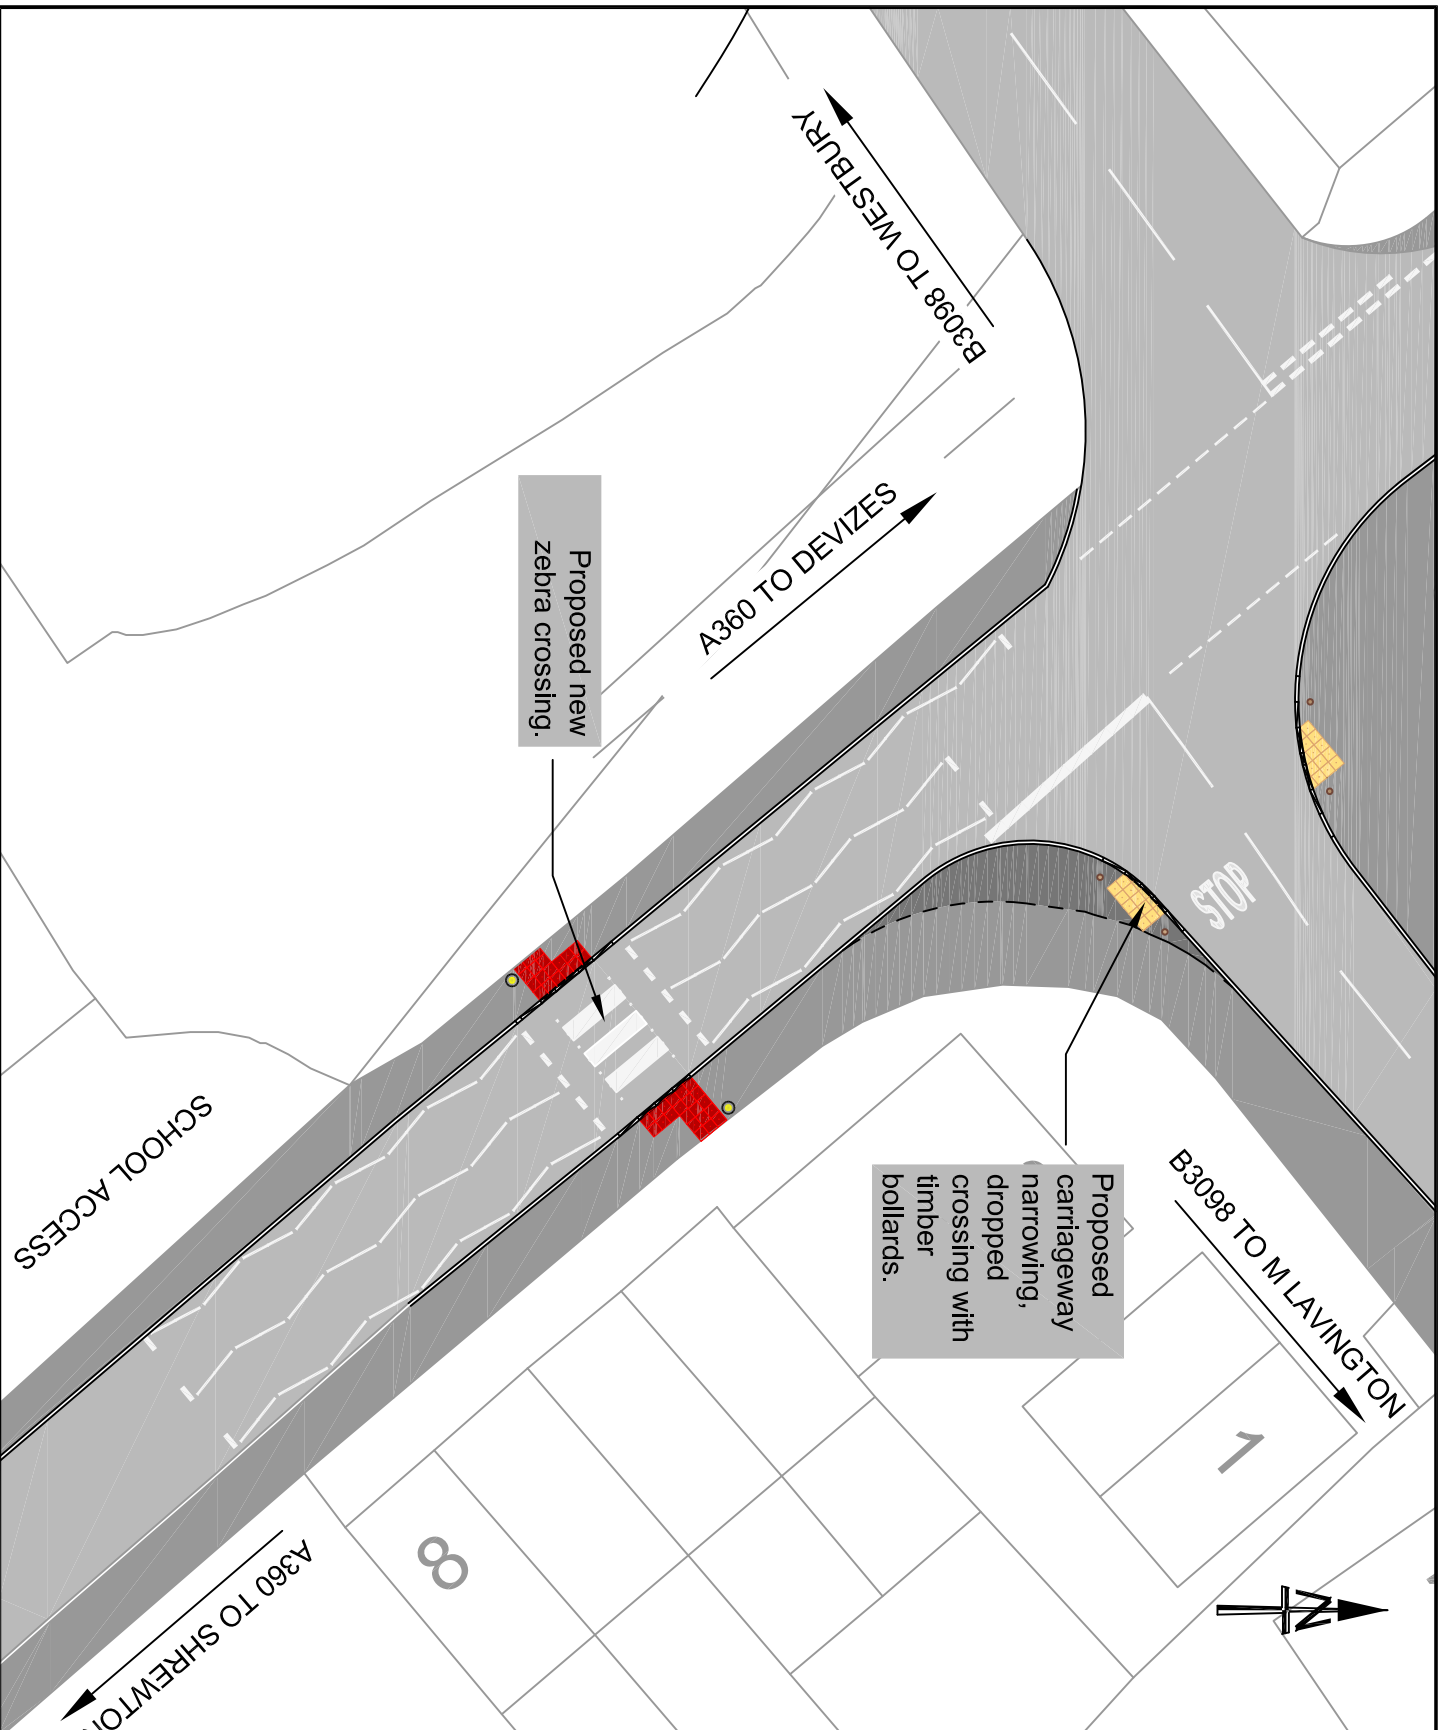 B3098 TO WESTBURY
A360 TO DEVIZES
Proposed new
zebra crossing.
STOP
SCHOOL ACCESS
Proposed
carriageway
narrowing,
dropped
crossing with
timber
bollards.
B3098 TO M LAVINGTON
1
8
A360 TO SHREWTON
N